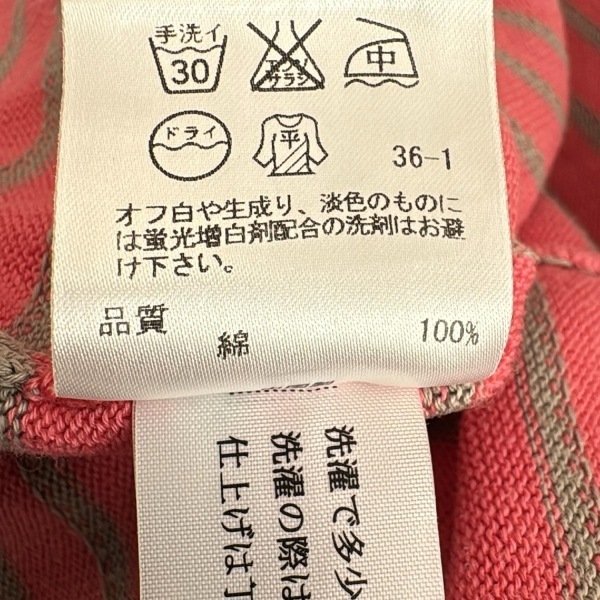 手洗イ
30
エンソ
サラシ
中
ドライ
平
36-1
オフ白や生成り、淡色のものに
は蛍光増白剤配合の洗剤はお避
け下さい。
品質 綿 100%
洗濯で多少
洗濯の際は
仕上げは